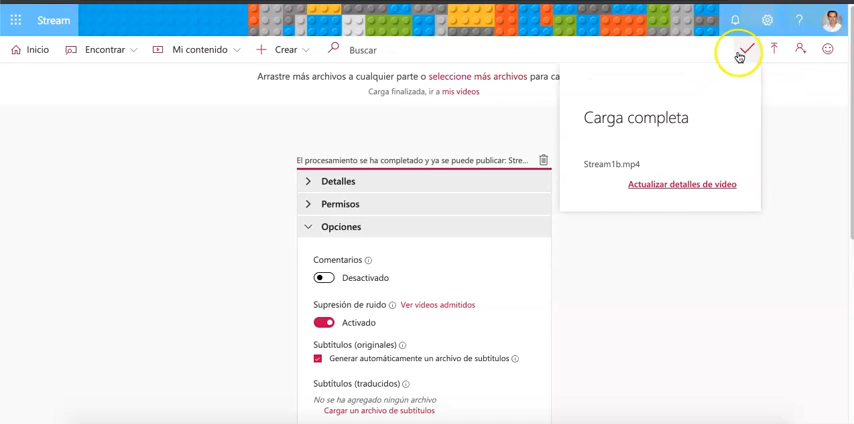 Stream
Inicio Encontrar Mi contenido Crear Buscar
Arrastre más archivos a cualquier parte o seleccione más archivos para ca
Carga finalizada, ir a mis videos
Carga completa
Stream1b.mp4
Actualizar detalles de vídeo
El procesamiento se ha completado y ya se puede publicar: Stre...
Detalles
Permisos
Opciones
Comentarios
Desactivado
Supresión de ruido Ver videos admitidos
Activado
Subtítulos (originales)
Generar automáticamente un archivo de subtítulos
Subtítulos (traducidos)
No se ha agregado ningún archivo
Cargar un archivo de subtítulos